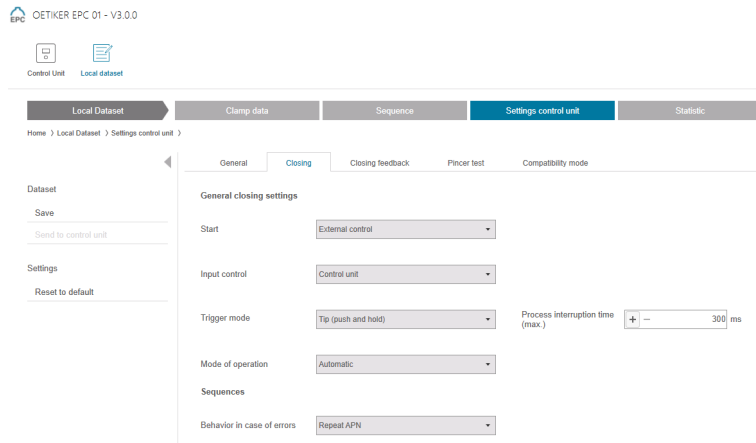 EPC OETIKER EPC 01 - V3.0.0
Control Unit Local dataset
Local Dataset Clamp data Sequence Settings control unit Statistic
Home > Local Dataset > Settings control unit >
General Closing Closing feedback Pincer test Compatibility mode
Dataset
General closing settings
Save
Start External control
Send to control unit
Settings
Input control Control unit
Reset to default
Trigger mode Tip (push and hold) Process interruption time
(max.) + − 300 ms
Mode of operation Automatic
Sequences
Behavior in case of errors Repeat APN